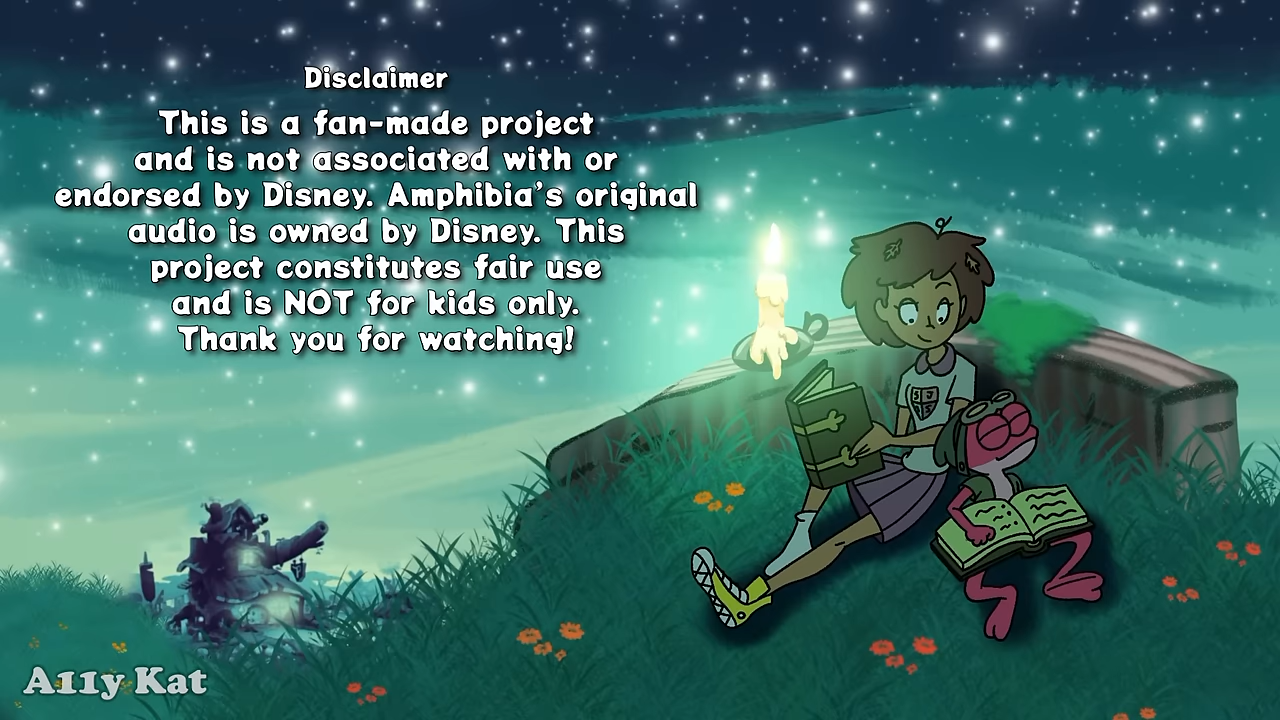 Disclaimer
This is a fan-made project
and is not associated with or
endorsed by Disney. Amphibia's original
audio is owned by Disney. This
project constitutes fair use
and is NOT for kids only.
Thank you for watching!
S J
P S
A11y Kat